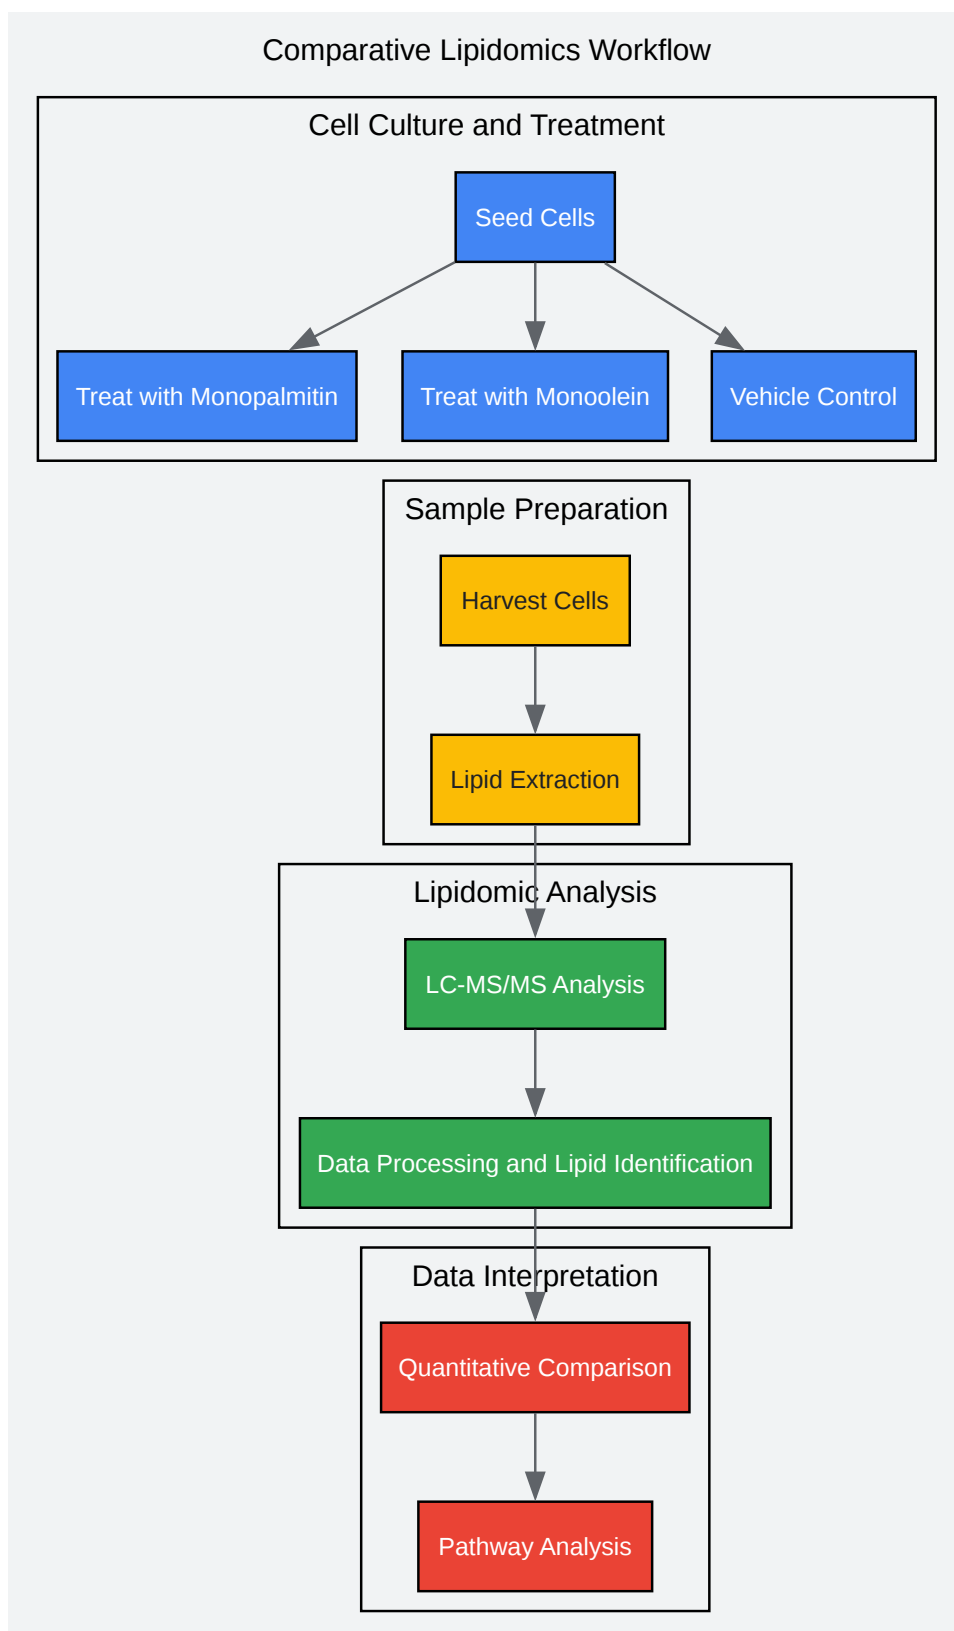 Comparative Lipidomics Workflow
Cell Culture and Treatment
Seed Cells
Treat with Monopalmitin
Treat with Monoolein
Vehicle Control
Sample Preparation
Harvest Cells
Lipid Extraction
Lipidomic Analysis
LC-MS/MS Analysis
Data Processing and Lipid Identification
Data Interpretation
Quantitative Comparison
Pathway Analysis